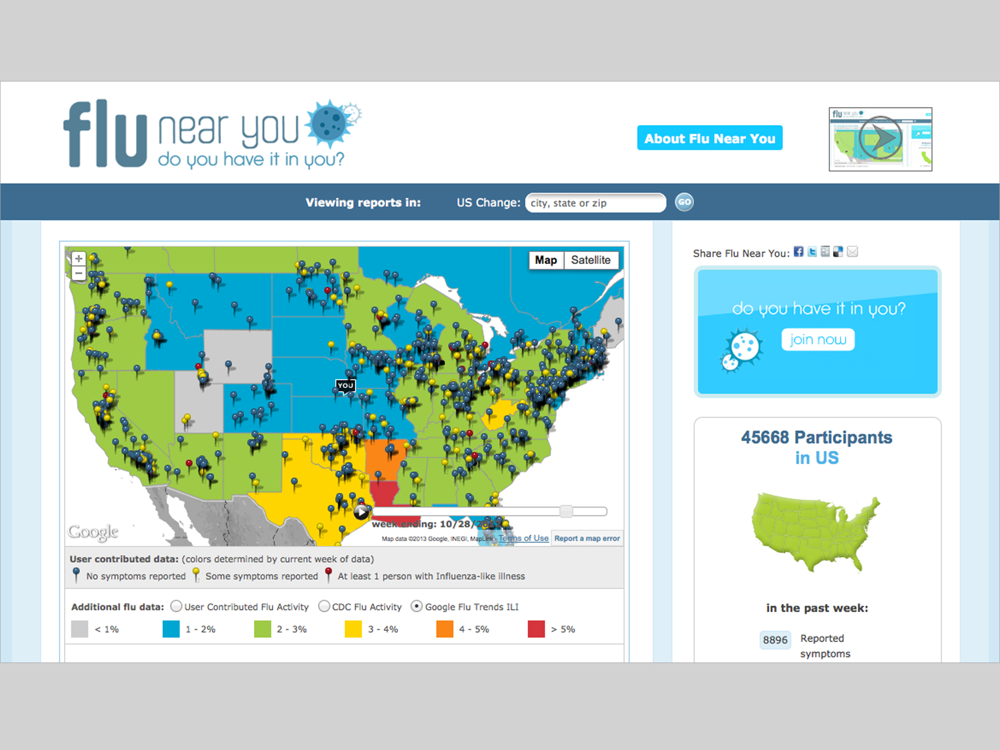 flu near you
do you have it in you?
About Flu Near You
flu near you
Viewing reports in:
US Change:
city, state or zip
GO
+
−
Map
Satellite
YOU
Google
week ending: 10/28/
Map data ©2013 Google, INEGI, MapLink
Terms of Use
Report a map error
User contributed data: (colors determined by current week of data)
No symptoms reported
Some symptoms reported
At least 1 person with Influenza-like illness
Additional flu data:
User Contributed Flu Activity
CDC Flu Activity
Google Flu Trends ILI
< 1%
1 - 2%
2 - 3%
3 - 4%
4 - 5%
> 5%
Share Flu Near You:
do you have it in you?
join now
45668 Participants
in US
in the past week:
8896
Reported
symptoms